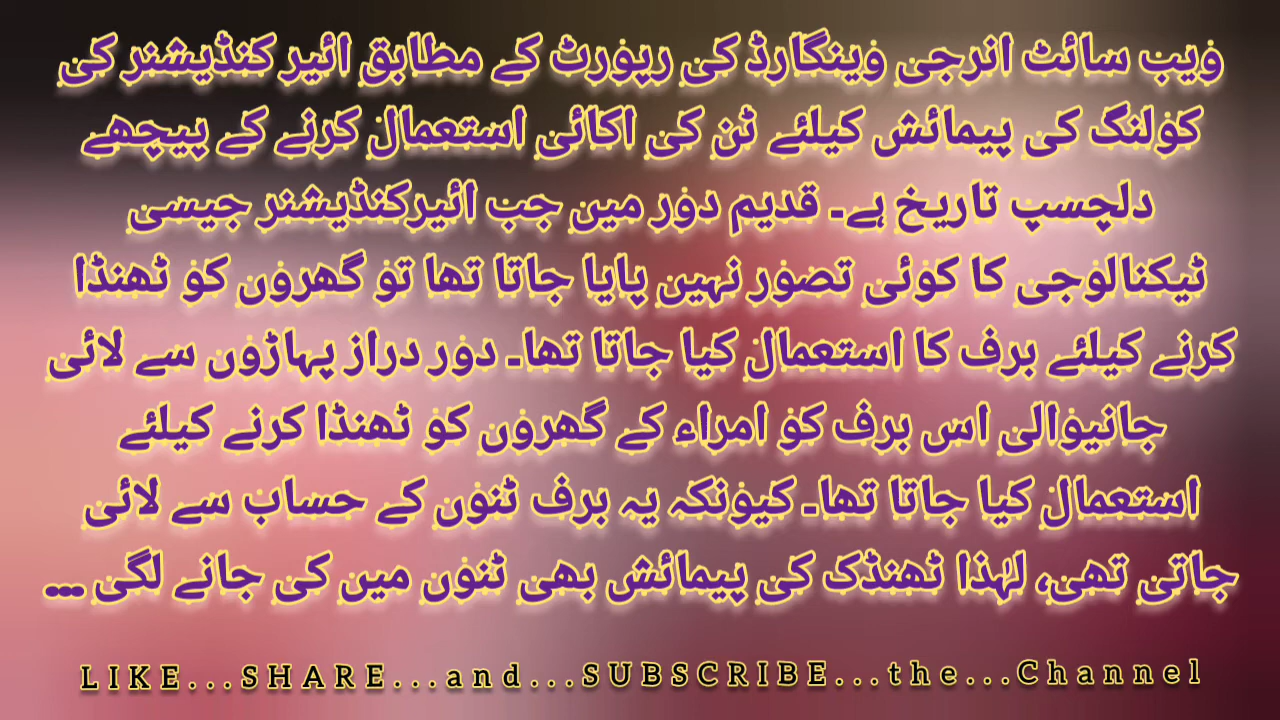 ویب سائٹ انرجی وینگارڈ کی رپورٹ کے مطابق ائیر کنڈیشنر کی
کولنگ کی پیمائش کیلئے ٹن کی اکائی استعمال کرنے کے پیچھے
دلچسپ تاریخ ہے۔ قدیم دور میں جب ائیرکنڈیشنر جیسی
ٹیکنالوجی کا کوئی تصور نہیں پایا جاتا تھا تو گھروں کو ٹھنڈا
کرنے کیلئے برف کا استعمال کیا جاتا تھا۔ دور دراز پہاڑوں سے لائی
جانیوالی اس برف کو امراء کے گھروں کو ٹھنڈا کرنے کیلئے
استعمال کیا جاتا تھا۔ کیونکہ یہ برف ٹنوں کے حساب سے لائی
جاتی تھی، لہٰذا ٹھنڈک کی پیمائش بھی ٹنوں میں کی جانے لگی ...
LIKE...SHARE...and...SUBSCRIBE...the...Channel